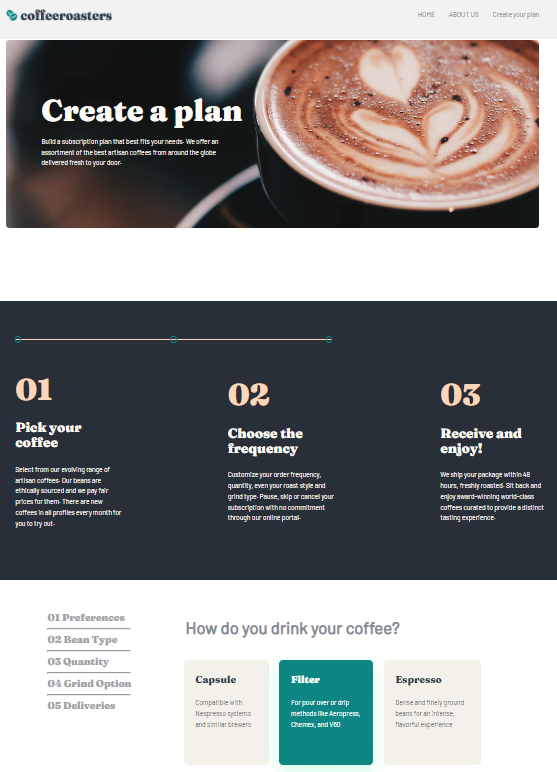 coffeeroasters
HOME ABOUT US Create your plan
Create a plan
Build a subscription plan that best fits your needs. We offer an
assortment of the best artisan coffees from around the globe
delivered fresh to your door.
01
Pick your
coffee
Select from our evolving range of
artisan coffees. Our beans are
ethically sourced and we pay fair
prices for them. There are new
coffees in all profiles every month for
you to try out.
02
Choose the
frequency
Customize your order frequency,
quantity, even your roast style and
grind type. Pause, skip or cancel your
subscription with no commitment
through our online portal.
03
Receive and
enjoy!
We ship your package within 48
hours, freshly roasted. Sit back and
enjoy award-winning world-class
coffees curated to provide a distinct
tasting experience.
01 Preferences
02 Bean Type
03 Quantity
04 Grind Option
05 Deliveries
How do you drink your coffee?
Capsule
Compatible with
Nespresso systems
and similar brewers
Filter
For pour over or drip
methods like Aeropress,
Chemex, and V60
Espresso
Dense and finely ground
beans for an intense,
flavorful experience